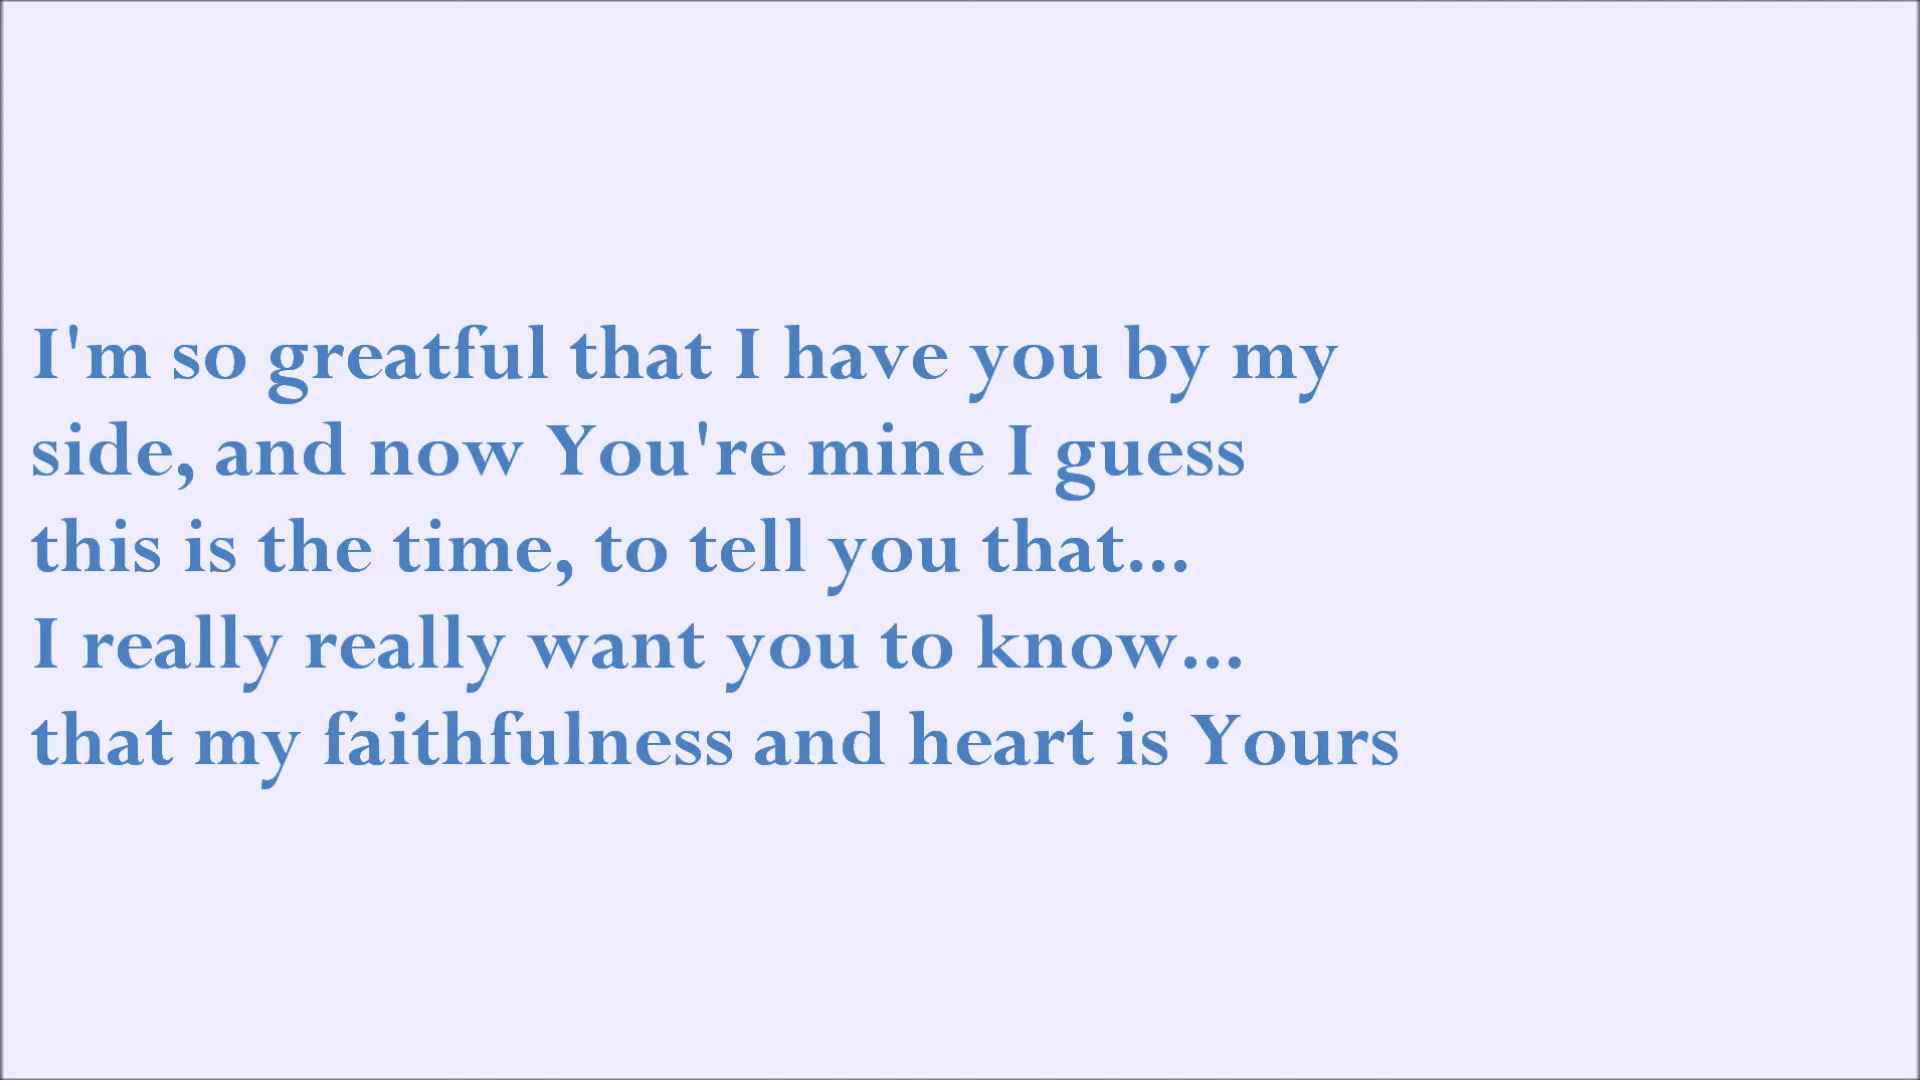 I'm so greatful that I have you by my
side, and now You're mine I guess
this is the time, to tell you that...
I really really want you to know...
that my faithfulness and heart is Yours